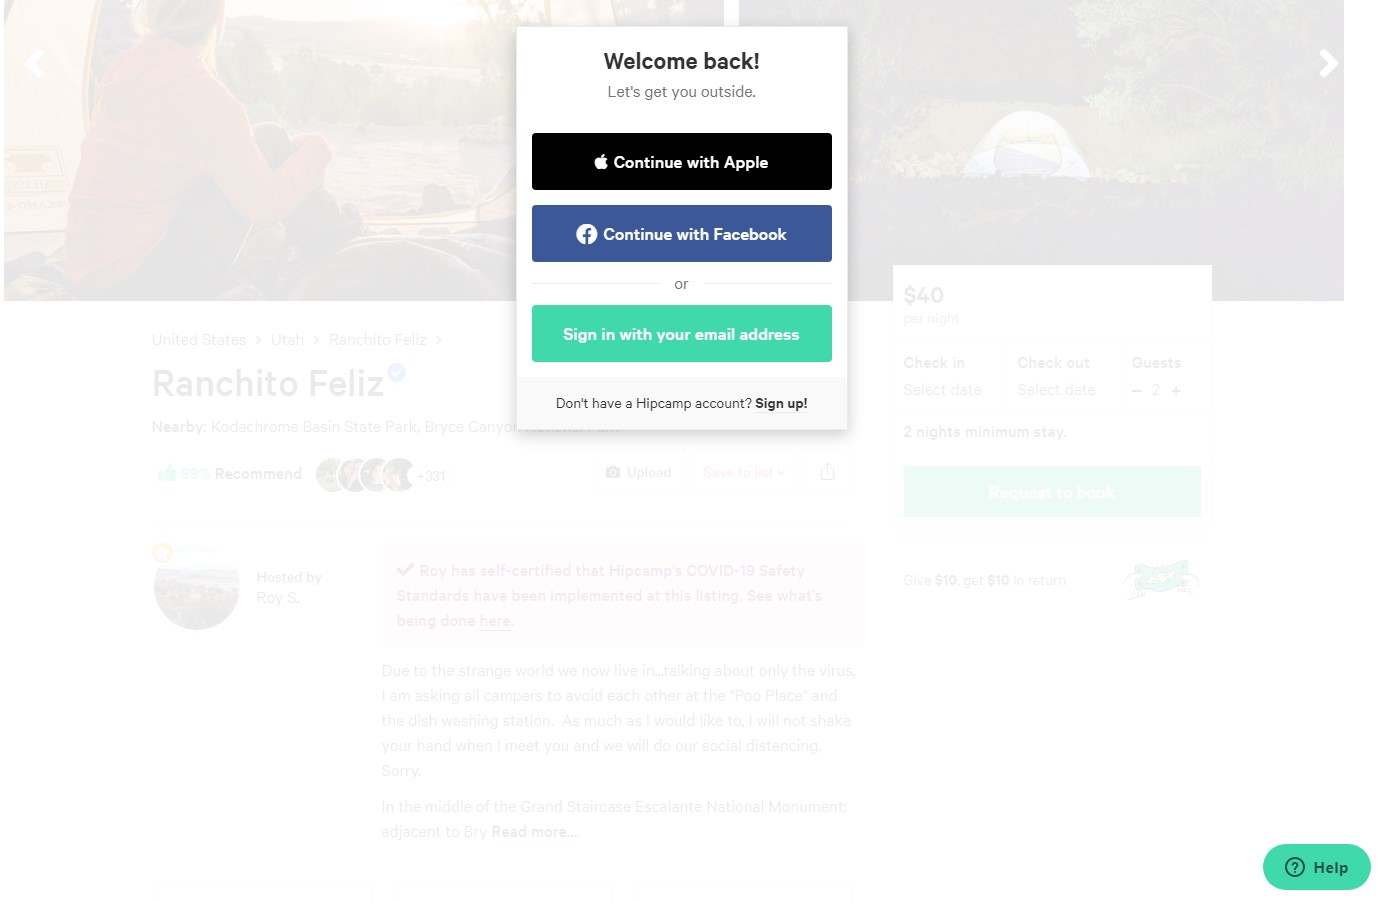 Welcome back!
Let's get you outside.
Continue with Apple
Continue with Facebook
or
Sign in with your email address
Don't have a Hipcamp account? Sign up!
$40
per night
Check in
Check out
Guests
Select date
Select date
2
2 nights minimum stay.
Request to book
Give $10, get $10 in return
United States
Utah
Ranchito Feliz
Ranchito Feliz
Nearby: Kodachrome Basin State Park, Bryce Canyon National Park
99% Recommend
+331
Upload
Save to list
Hosted by
Roy S.
Roy has self-certified that Hipcamp's COVID-19 Safety
Standards have been implemented at this listing. See what's
being done here.
Due to the strange world we now live in...talking about only the virus,
I am asking all campers to avoid each other at the "Poo Place" and
the dish washing station. As much as I would like to, I will not shake
your hand when I meet you and we will do our social distancing.
Sorry.
In the middle of the Grand Staircase Escalante National Monument;
adjacent to Bry Read more...
Help